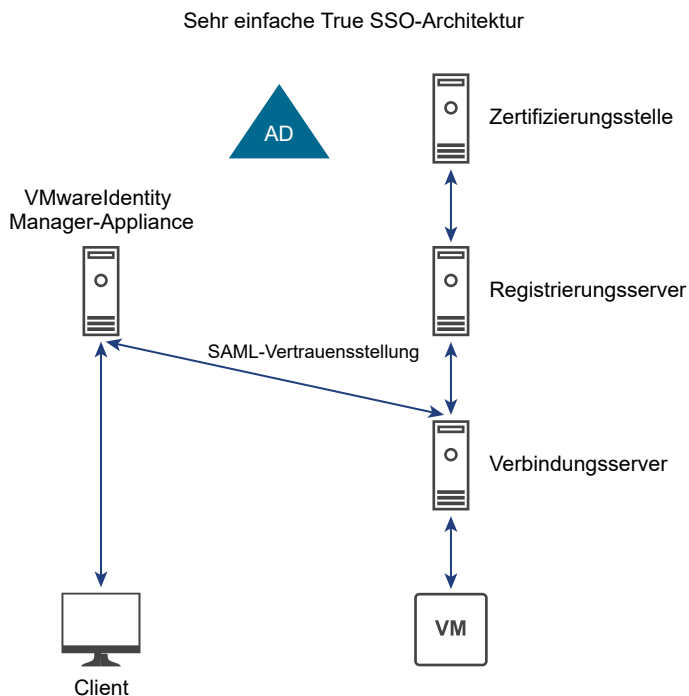 Sehr einfache True SSO-Architektur
AD
Zertifizierungsstelle
VMwareIdentity
Manager-Appliance
Registrierungsserver
SAML-Vertrauensstellung
Verbindungsserver
VM
Client